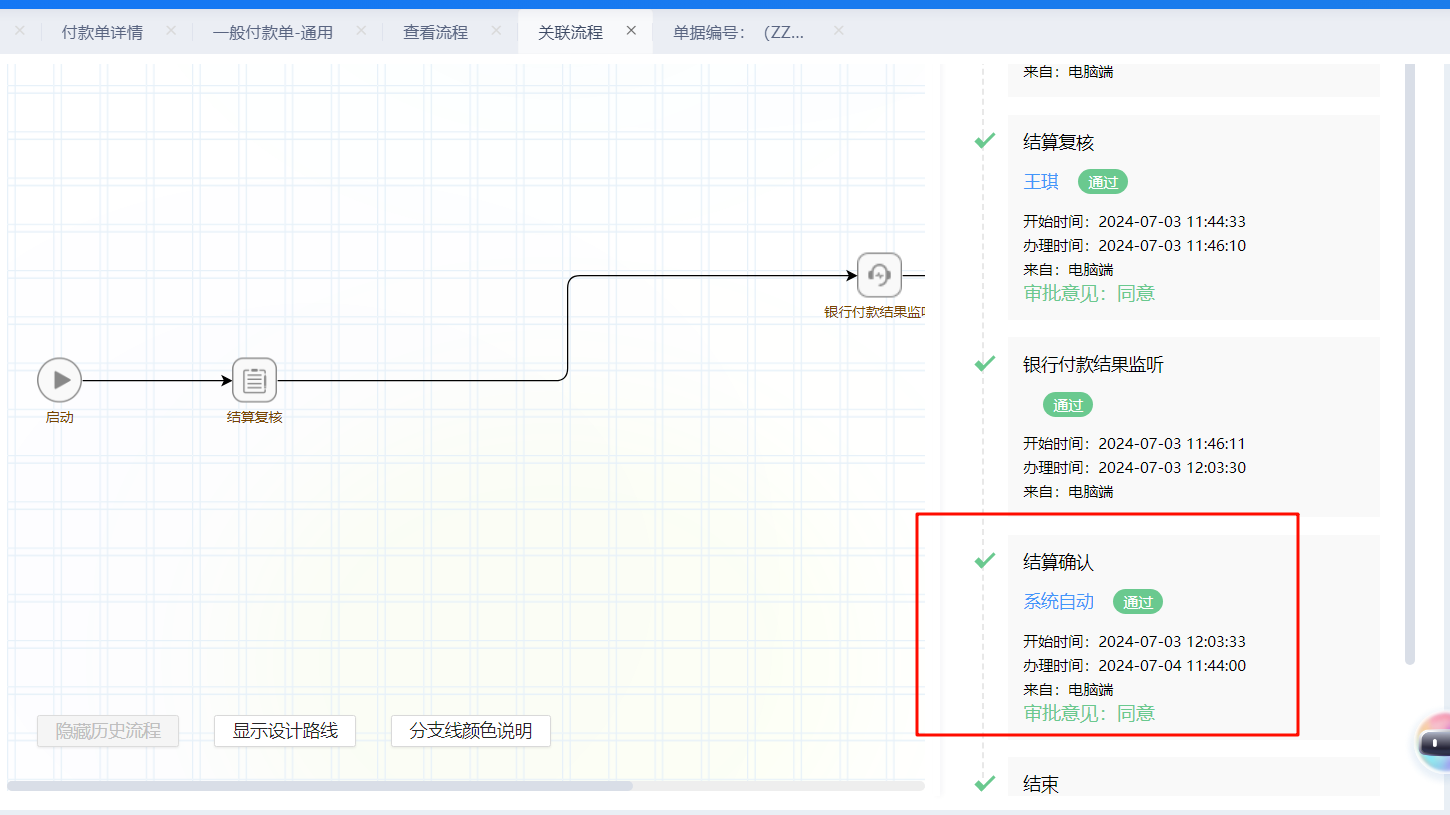 付款单详情
一般付款单-通用
查看流程
关联流程
单据编号：（ZZ...
启动
结算复核
银行付款结果监
隐藏历史流程
显示设计路线
分支线颜色说明
来自：电脑端
结算复核
王琪 通过
开始时间：2024-07-03 11:44:33
办理时间：2024-07-03 11:46:10
来自：电脑端
审批意见：同意
银行付款结果监听
通过
开始时间：2024-07-03 11:46:11
办理时间：2024-07-03 12:03:30
来自：电脑端
结算确认
系统自动 通过
开始时间：2024-07-03 12:03:33
办理时间：2024-07-04 11:44:00
来自：电脑端
审批意见：同意
结束